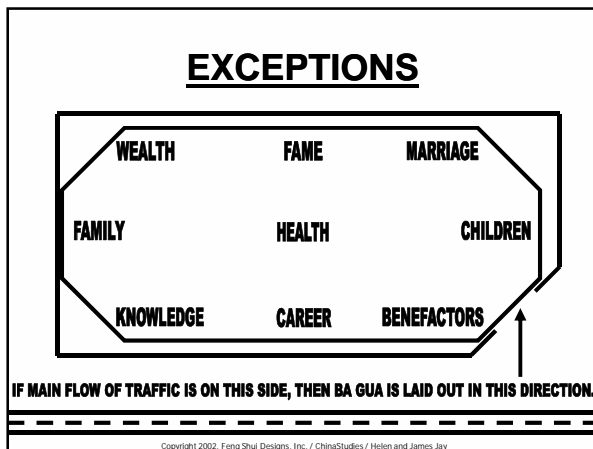 EXCEPTIONS
WEALTH FAME MARRIAGE
FAMILY HEALTH CHILDREN
KNOWLEDGE CAREER BENEFACTORS
IF MAIN FLOW OF TRAFFIC IS ON THIS SIDE, THEN BA GUA IS LAID OUT IN THIS DIRECTION.
Copyright 2002, Feng Shui Designs, Inc. / ChinaStudies / Helen and James Jay